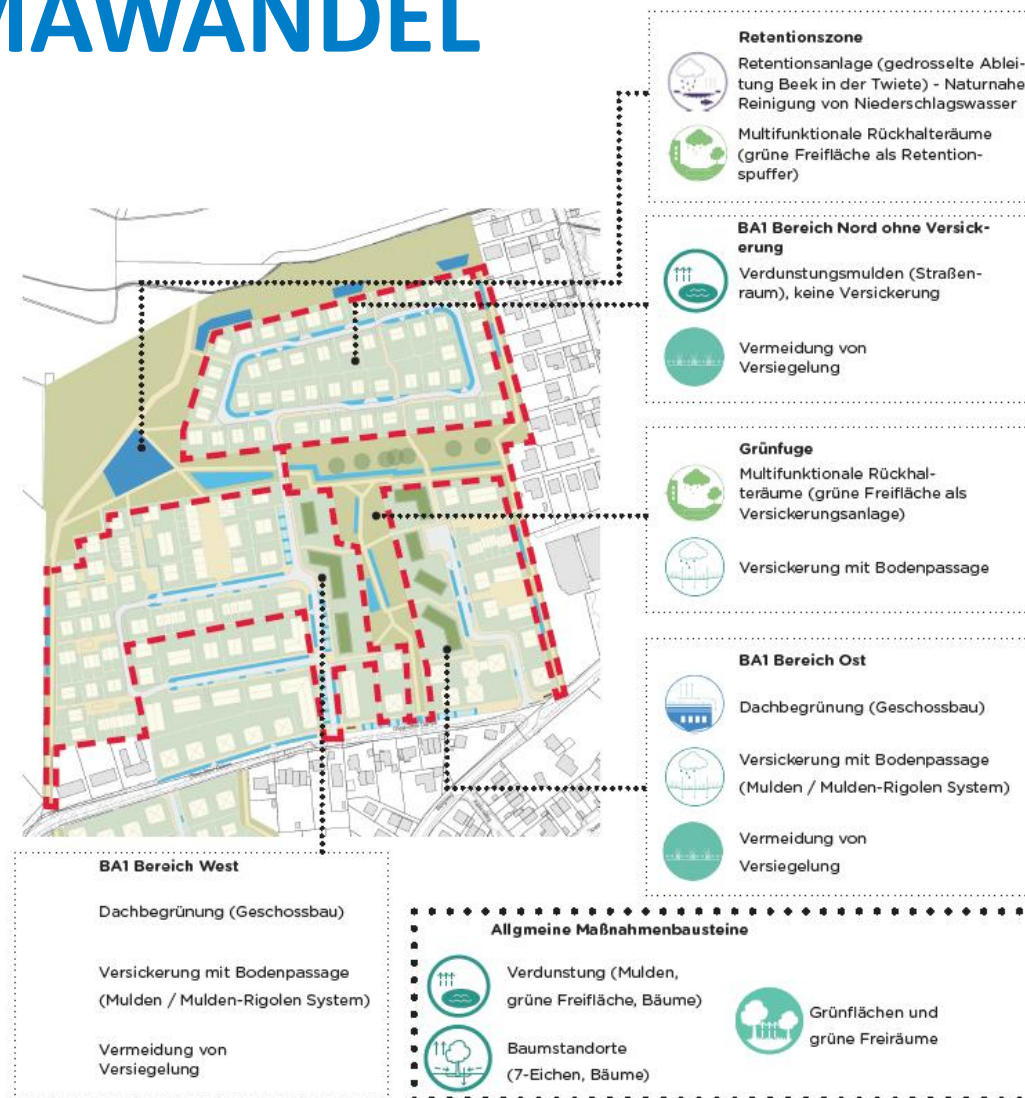 MAWANDEL
Retentionszone
Retentionsanlage (gedrosselte Ablei-
tung Beek in der Twiete) - Naturnahe
Reinigung von Niederschlagswasser
Multifunktionale Rückhalteräume
(grüne Freifläche als Retention-
spuffer)
BA1 Bereich Nord ohne Versick-
erung
Verdunstungsmulden (Straßen-
raum), keine Versickerung
Vermeidung von
Versiegelung
Grünfuge
Multifunktionale Rückhal-
teräume (grüne Freifläche als
Versickerungsanlage)
Versickerung mit Bodenpassage
BA1 Bereich Ost
Dachbegrünung (Geschossbau)
Versickerung mit Bodenpassage
(Mulden / Mulden-Rigolen System)
Vermeidung von
Versiegelung
BA1 Bereich West
Dachbegrünung (Geschossbau)
Versickerung mit Bodenpassage
(Mulden / Mulden-Rigolen System)
Vermeidung von
Versiegelung
Allgmeine Maßnahmenbausteine
Verdunstung (Mulden,
grüne Freifläche, Bäume)
Baumstandorte
(7-Eichen, Bäume)
Grünflächen und
grüne Freiräume